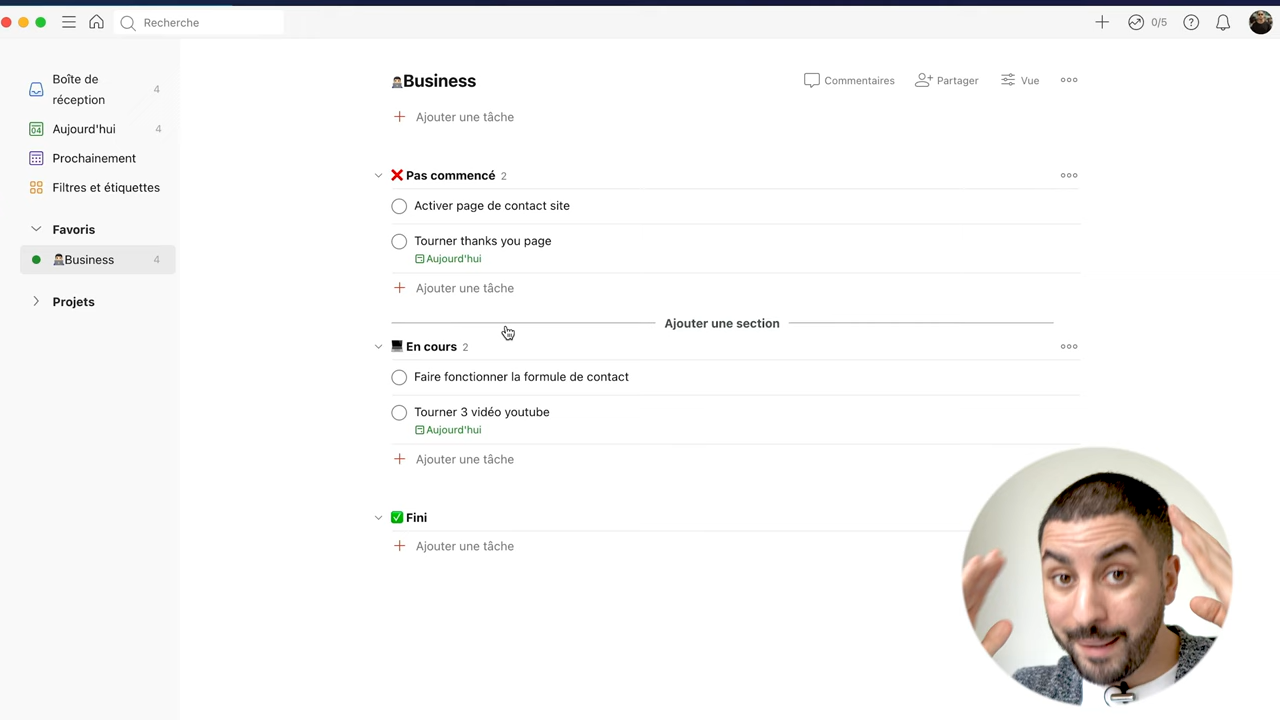 Recherche
0/5
Boîte de
réception
4
Aujourd'hui
4
Prochainement
Filtres et étiquettes
Favoris
Business
4
Projets
Business
Commentaires
Partager
Vue
Ajouter une tâche
Pas commencé 2
Activer page de contact site
Tourner thanks you page
Aujourd'hui
Ajouter une tâche
Ajouter une section
En cours 2
Faire fonctionner la formule de contact
Tourner 3 vidéo youtube
Aujourd'hui
Ajouter une tâche
Fini
Ajouter une tâche